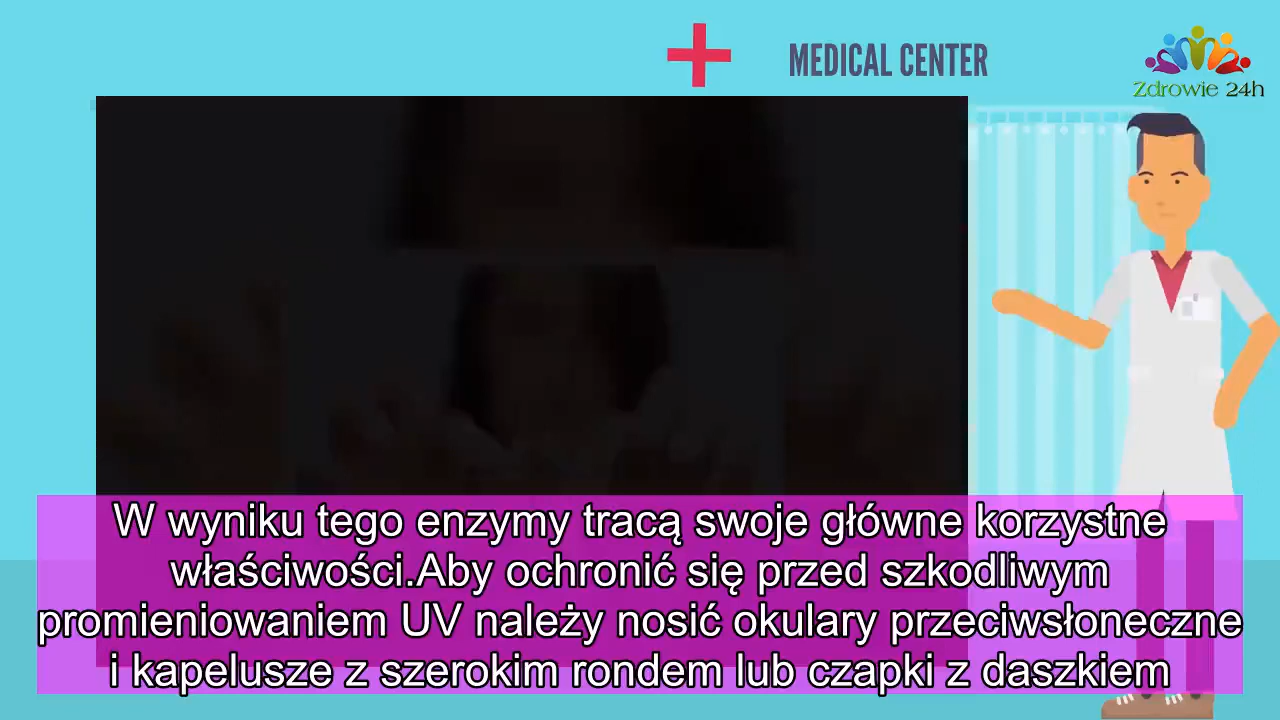 MEDICAL CENTER
Zdrowie 24h
W wyniku tego enzymy tracą swoje główne korzystne
właściwości.Aby ochronić się przed szkodliwym
promieniowaniem UV należy nosić okulary przeciwsłoneczne
i kapelusze z szerokim rondem lub czapki z daszkiem